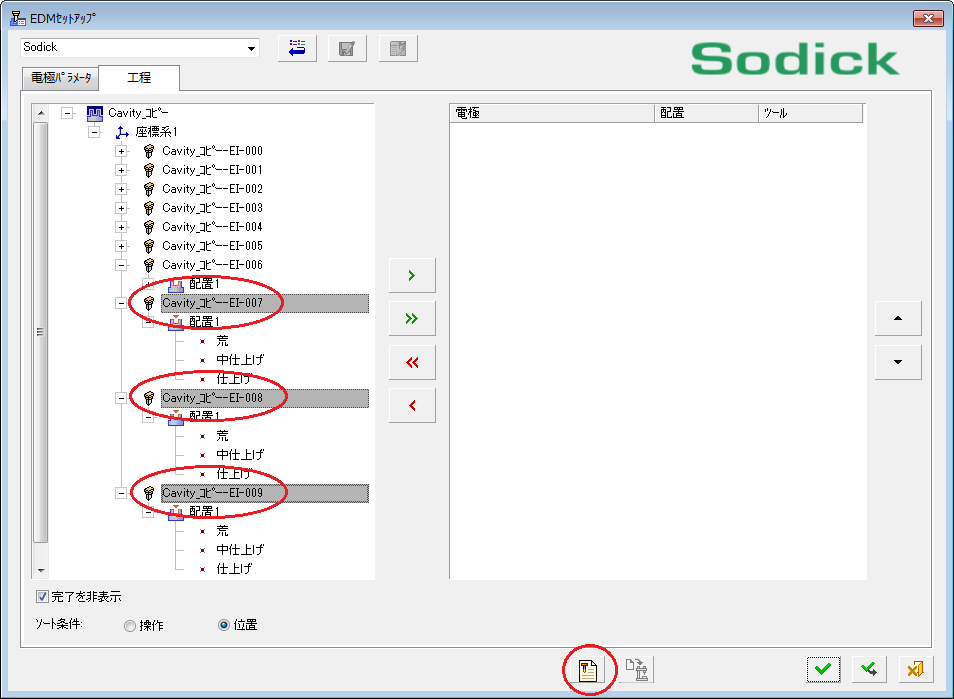 EDMｾｯﾄｱｯﾌﾟ
Sodick
Sodick
電極ﾊﾟﾗﾒｰﾀ
工程
Cavity_ｺﾋﾟｰ
座標系1
Cavity_ｺﾋﾟｰ--EI-000
Cavity_ｺﾋﾟｰ--EI-001
Cavity_ｺﾋﾟｰ--EI-002
Cavity_ｺﾋﾟｰ--EI-003
Cavity_ｺﾋﾟｰ--EI-004
Cavity_ｺﾋﾟｰ--EI-005
Cavity_ｺﾋﾟｰ--EI-006
配置1
Cavity_ｺﾋﾟｰ--EI-007
配置1
荒
中仕上げ
仕上げ
Cavity_ｺﾋﾟｰ--EI-008
配置1
荒
中仕上げ
仕上げ
Cavity_ｺﾋﾟｰ--EI-009
配置1
荒
中仕上げ
仕上げ
電極 配置 ﾂｰﾙ
完了を非表示
ｿｰﾄ条件: 操作 位置